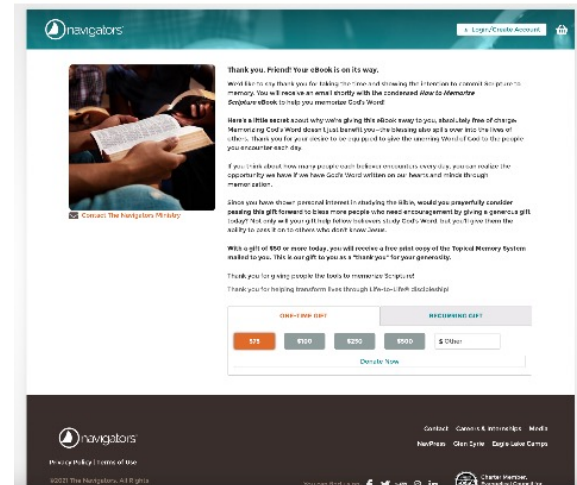 navigators®
Login/Create Account
Thank you, Friend! Your eBook is on its way.
We'd like to say thank you for taking the time and showing the intention to commit Scripture to
memory. You will receive an email shortly with the condensed How to Memorize
Scripture eBook to help you memorize God's Word!
Here's a little secret about why we're giving this eBook away to you, absolutely free of charge:
Memorizing God's Word doesn't just benefit you—the blessing also spills over into the lives of
others. Thank you for your desire to be equipped to give the unerring Word of God to the people
you encounter each day.
If you think about how many people each believer encounters every day, you can realize the
opportunity we have if we have God's Word written on our hearts and minds through
memorization.
Contact The Navigators Ministry
Since you have shown personal interest in studying the Bible, would you prayerfully consider
passing this gift forward to bless more people who need encouragement by giving a generous gift
today? Not only will your gift help fellow believers study God's Word, but you'll give them the
ability to pass it on to others who don't know Jesus.
With a gift of $50 or more today, you will receive a free print copy of the Topical Memory System
mailed to you. This is our gift to you as a "thank you" for your generosity.
Thank you for giving people the tools to memorize Scripture!
Thank you for helping transform lives through Life-to-Life® discipleship!
ONE-TIME GIFT RECURRING GIFT
$75 $100 $250 $500 $ Other
Donate Now
navigators®
Contact Careers & Internships Media
NavPress Glen Eyrie Eagle Lake Camps
Privacy Policy | Terms of Use
©2021 The Navigators. All Rights
You can find us on
Charter Member,